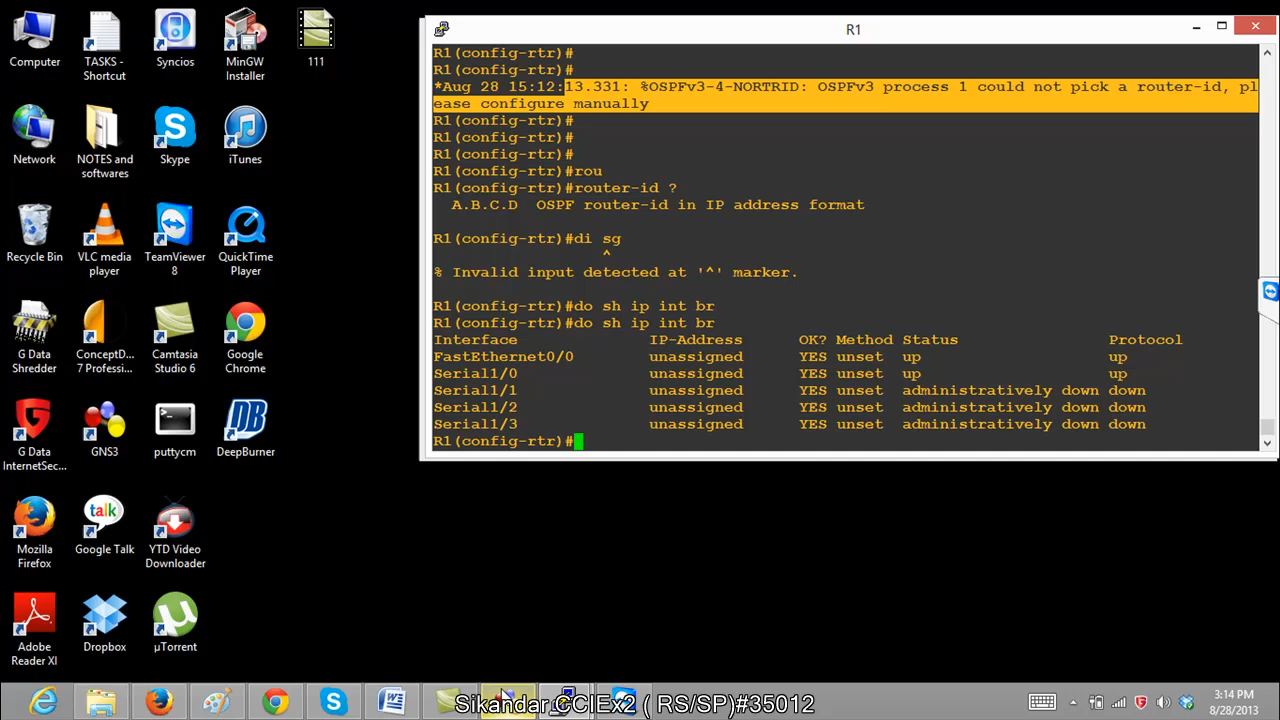 Computer
TASKS -
Shortcut
Syncios
MinGW
Installer
111
Network
NOTES and
softwares
Skype
iTunes
Recycle Bin
VLC media
player
TeamViewer
8
QuickTime
Player
G Data
Shredder
ConceptD...
7 Professi...
Camtasia
Studio 6
Google
Chrome
G Data
InternetSec...
GNS3
puttycm
DeepBurner
DB
Mozilla
Firefox
talk
Google Talk
YTD Video
Downloader
Adobe
Reader XI
Dropbox
µTorrent
R1
R1(config-rtr)#
R1(config-rtr)#
*Aug 28 15:12:13.331: %OSPFv3-4-NORTRID: OSPFv3 process 1 could not pick a router-id, pl
ease configure manually
R1(config-rtr)#
R1(config-rtr)#
R1(config-rtr)#
R1(config-rtr)#rou
R1(config-rtr)#router-id ?
A.B.C.D OSPF router-id in IP address format
R1(config-rtr)#di sg
^
% Invalid input detected at '^' marker.
R1(config-rtr)#do sh ip int br
R1(config-rtr)#do sh ip int br
Interface IP-Address OK? Method Status Protocol
FastEthernet0/0 unassigned YES unset up up
Serial1/0 unassigned YES unset up up
Serial1/1 unassigned YES unset administratively down down
Serial1/2 unassigned YES unset administratively down down
Serial1/3 unassigned YES unset administratively down down
R1(config-rtr)#
Sikandar CCIEx2 ( RS/SP)#35012
3:14 PM
8/28/2013